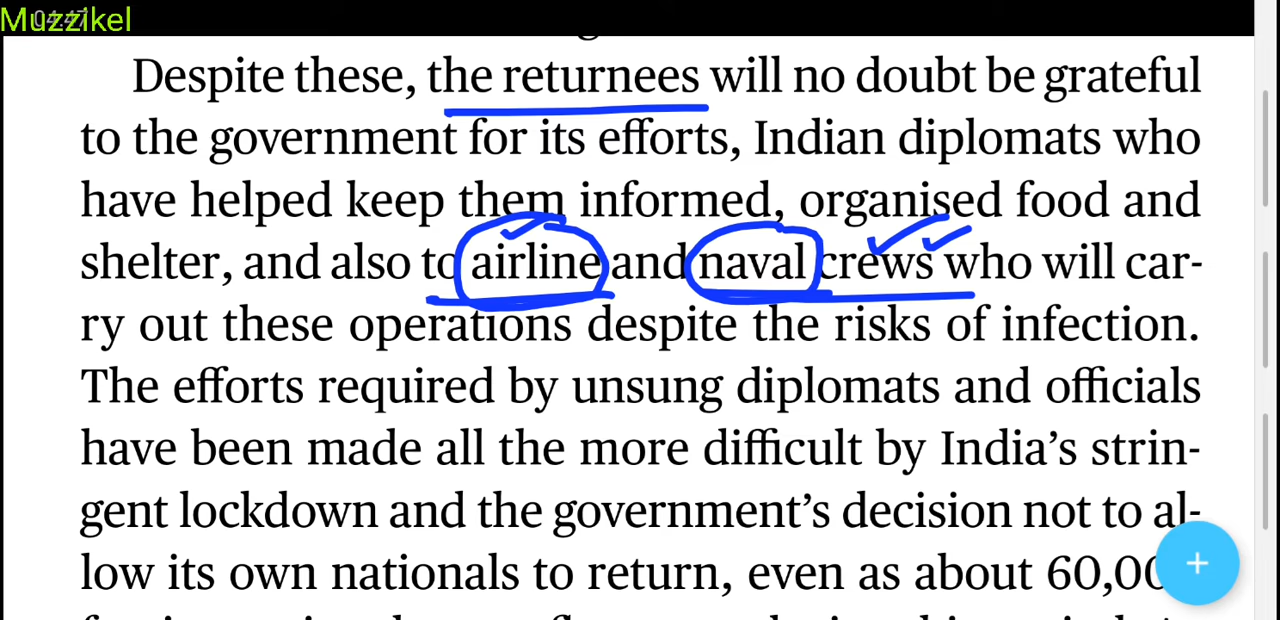 Muzzikel
04:47
Despite these, the returnees will no doubt be grateful
to the government for its efforts, Indian diplomats who
have helped keep them informed, organised food and
shelter, and also to airline and naval crews who will car-
ry out these operations despite the risks of infection.
The efforts required by unsung diplomats and officials
have been made all the more difficult by India's strin-
gent lockdown and the government's decision not to al-
low its own nationals to return, even as about